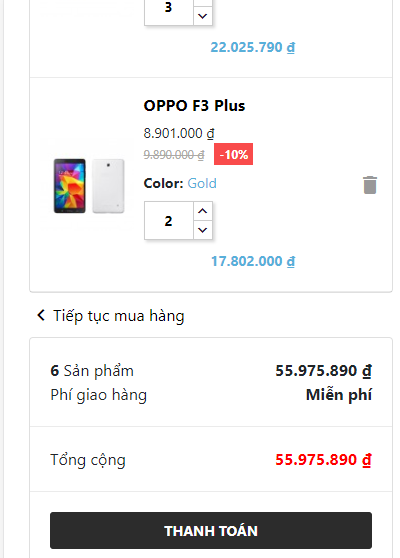 3
22.025.790 ₫
OPPO F3 Plus
8.901.000 ₫
9.890.000 ₫ -10%
Color: Gold
2
17.802.000 ₫
Tiếp tục mua hàng
6 Sản phẩm 55.975.890 ₫
Phí giao hàng Miễn phí
Tổng cộng 55.975.890 ₫
THANH TOÁN